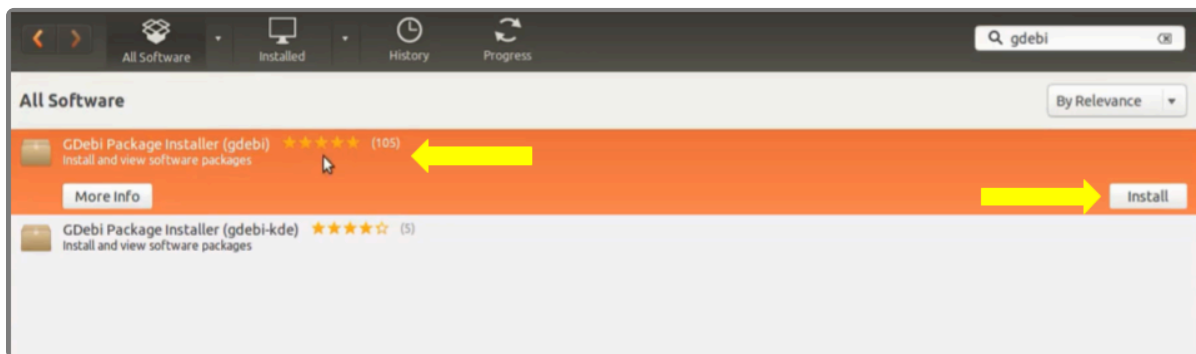 All Software
Installed
History
Progress
gdebi
All Software
By Relevance
GDebi Package Installer (gdebi) (105)
Install and view software packages
More Info
Install
GDebi Package Installer (gdebi-kde) (5)
Install and view software packages